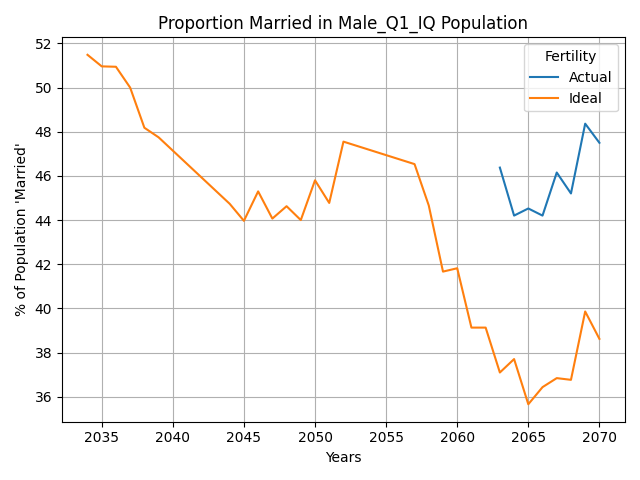 Proportion Married in Male_Q1_IQ Population
Fertility
Actual
Ideal
% of Population 'Married'
52
50
48
46
44
42
40
38
36
2035
2040
2045
2050
2055
2060
2065
2070
Years